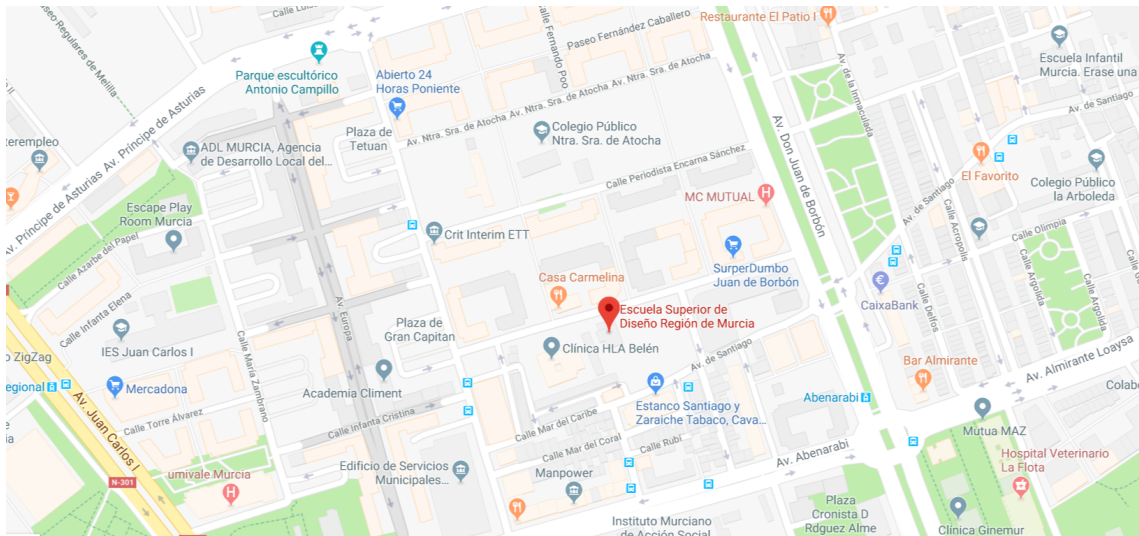 Restaurante El Patio I
Calle Fernando Poo
Paseo Fernández Caballero
Paseo Regulares de Melilla
Parque escultórico
Antonio Campillo
Abierto 24
Horas Poniente
Escuela Infantil
Murcia. Erase una
Av. de la Inmaculada
Av. Príncipe de Asturias
Av. Príncipe de Asturias
Av. Ntra. Sra. de Atocha
Av. Ntra. Sra. de Atocha
Av. de Santiago
Plaza de
Tetuan
Colegio Público
Ntra. Sra. de Atocha
Av. Don Juan de Borbón
ADL MURCIA, Agencia
de Desarrollo Local del...
terempleo
Calle Periodista Encarna Sánchez
El Favorito
Colegio Público
la Arboleda
MC MUTUAL
H
Av. de Santiago
Escape Play
Room Murcia
Calle Azarbe del Papel
Crit Interim ETT
Calle Acropolis
Calle Olimpia
SurperDumbo
Juan de Borbón
Casa Carmelina
CaixaBank
€
Calle Argolida
Calle Argolida
Calle Delfos
Calle Infanta Elena
Av. Europa
Escuela Superior de
Diseño Región de Murcia
Plaza de
Gran Capitan
IES Juan Carlos I
Clínica HLA Belén
Av. de Santiago
o ZigZag
Bar Almirante
Av. Almirante Loaysa
Regional
Mercadona
Calle María Zambrano
Academia Climent
Colab
Estanco Santiago y
Zaraiche Tabaco, Cava...
Abenarabi
Av. Juan Carlos I
Calle Torre Álvarez
Calle Infanta Cristina
Calle Mar del Caribe
Calle Mar del Coral
Calle Rubí
Mutua MAZ
Av. Abenarabi
Hospital Veterinario
La Flota
umivale Murcia
H
N-301
Edificio de Servicios
Municipales...
Manpower
Plaza
Cronista D
Rdguez Alme
Instituto Murciano
de Acción Social
Clínica Ginemur